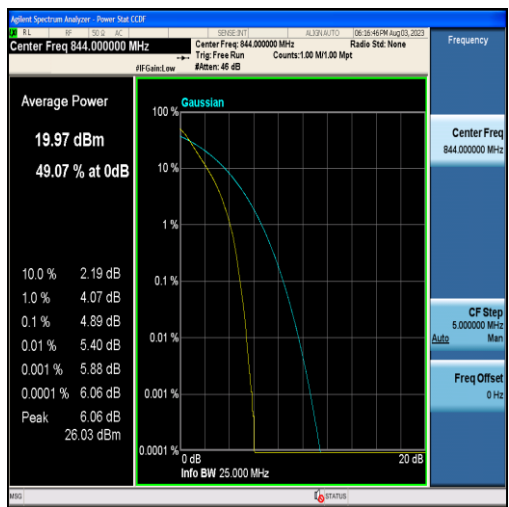 Agilent Spectrum Analyzer - Power Stat CCDF
RL RF 50 Ω AC SENSE:INT ALIGN AUTO 06:16:46 PM Aug 03, 2023
Center Freq 844.000000 MHz
Center Freq: 844.000000 MHz Radio Std: None
Trig: Free Run Counts:1.00 M/1.00 Mpt
#IFGain:Low #Atten: 46 dB
Frequency
Average Power
19.97 dBm
49.07 % at 0dB
10.0 % 2.19 dB
1.0 % 4.07 dB
0.1 % 4.89 dB
0.01 % 5.40 dB
0.001 % 5.88 dB
0.0001 % 6.06 dB
Peak 6.06 dB
26.03 dBm
Gaussian
100 %
10 %
1 %
0.1 %
0.01 %
0.001 %
0.0001 %
0 dB 20 dB
Info BW 25.000 MHz
Center Freq
844.000000 MHz
CF Step
5.000000 MHz
Auto Man
Freq Offset
0 Hz
MSG STATUS